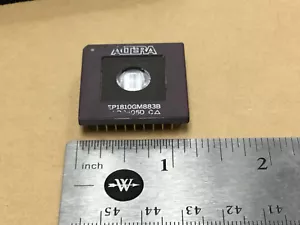 ALTERA
EP1810GM883B
inch 1 2
W
45 44 43 42 41